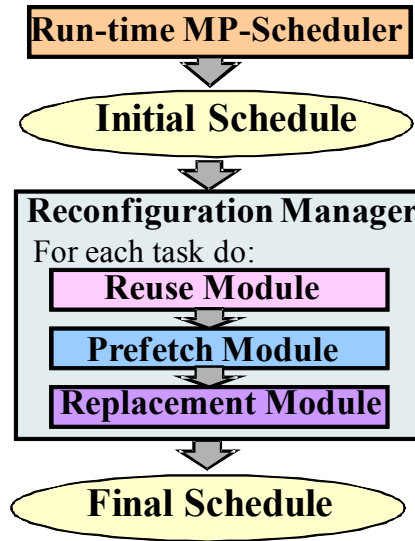 Run-time MP-Scheduler
Initial Schedule
Reconfiguration Manager
For each task do:
Reuse Module
Prefetch Module
Replacement Module
Final Schedule